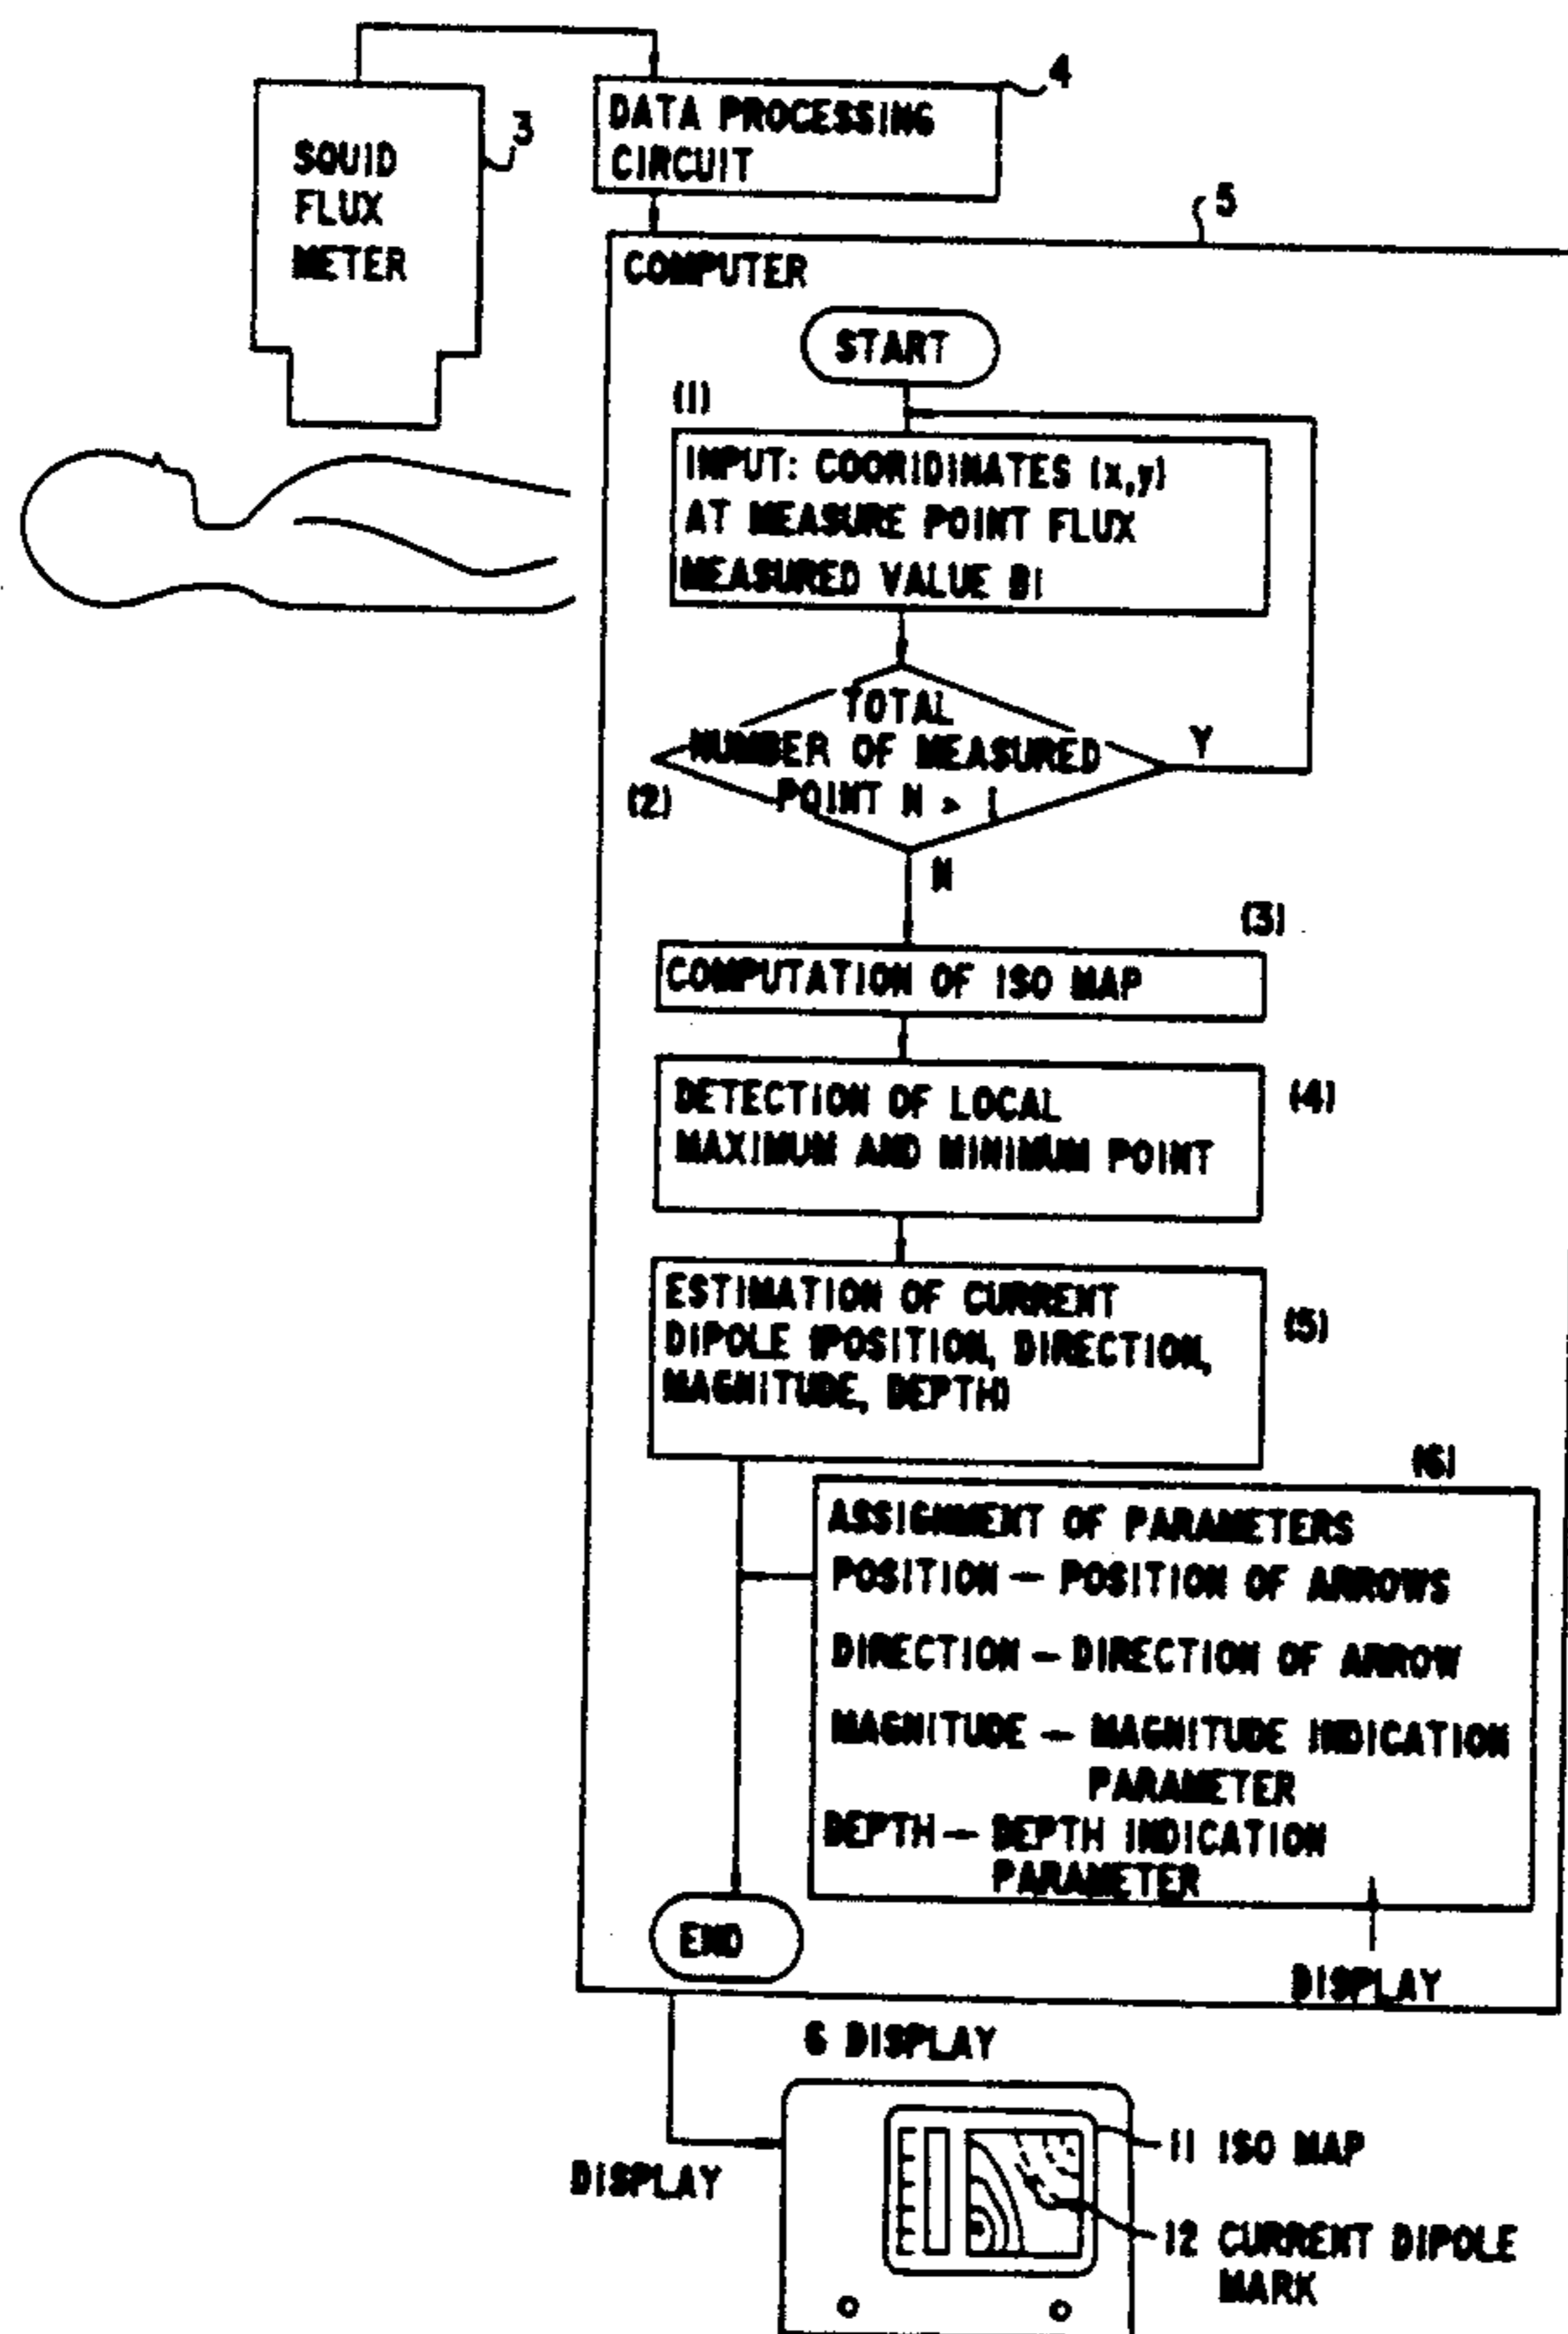 4
DATA PROCESSING
CIRCUIT
3
SQUID
FLUX
METER
5
COMPUTER
START
(1)
INPUT: COORIDINATES (x,y)
AT MEASURE POINT FLUX
MEASURED VALUE Bi
TOTAL
NUMBER OF MEASURED
POINT N > i
Y
(2)
N
(3)
COMPUTATION OF ISO MAP
DETECTION OF LOCAL
MAXIMUM AND MINIMUM POINT
(4)
ESTIMATION OF CURRENT
DIPOLE (POSITION, DIRECTION,
MAGNITUDE, DEPTH)
(5)
(6)
ASSIGNMENT OF PARAMETERS
POSITION — POSITION OF ARROWS
DIRECTION — DIRECTION OF ARROW
MAGNITUDE — MAGNITUDE INDICATION
PARAMETER
DEPTH — DEPTH INDICATION
PARAMETER
END
DISPLAY
6 DISPLAY
DISPLAY
11 ISO MAP
12 CURRENT DIPOLE
MARK